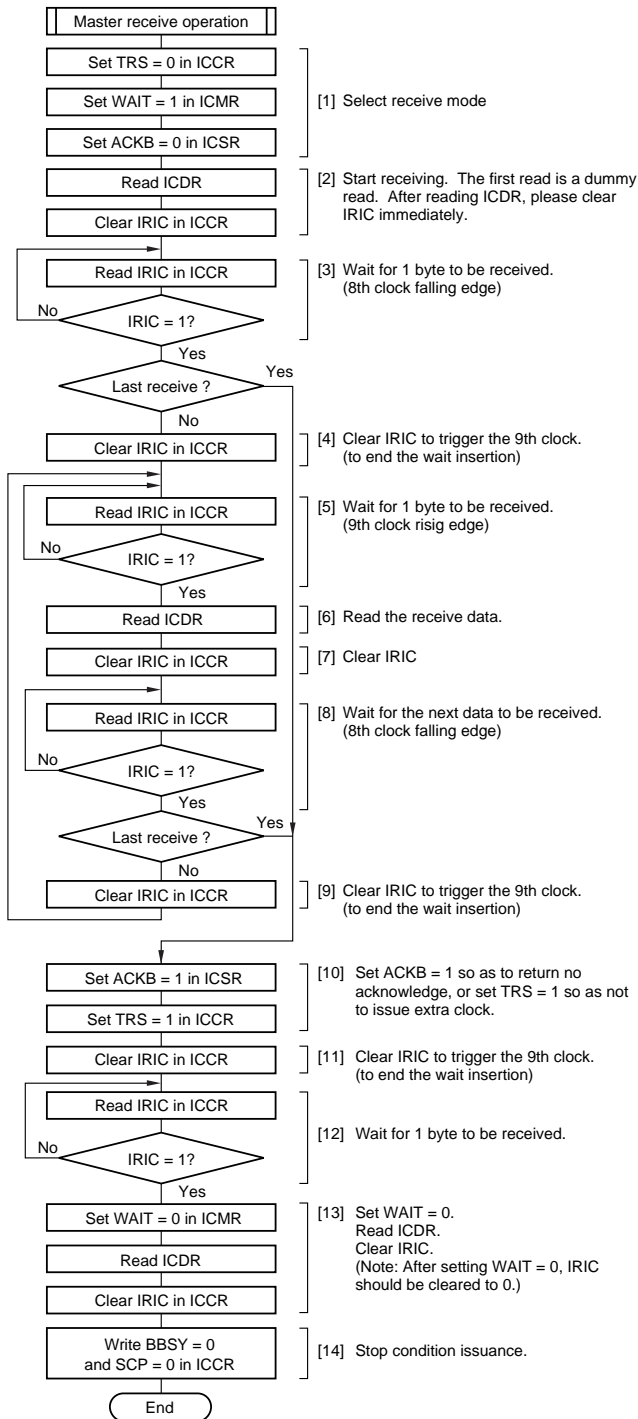 Master receive operation
Set TRS = 0 in ICCR
Set WAIT = 1 in ICMR
[1] Select receive mode
Set ACKB = 0 in ICSR
Read ICDR
[2] Start receiving. The first read is a dummy
read. After reading ICDR, please clear
IRIC immediately.
Clear IRIC in ICCR
Read IRIC in ICCR
[3] Wait for 1 byte to be received.
(8th clock falling edge)
No
IRIC = 1?
Yes
Last receive ?
Yes
No
Clear IRIC in ICCR
[4] Clear IRIC to trigger the 9th clock.
(to end the wait insertion)
Read IRIC in ICCR
[5] Wait for 1 byte to be received.
(9th clock risig edge)
No
IRIC = 1?
Yes
Read ICDR
[6] Read the receive data.
Clear IRIC in ICCR
[7] Clear IRIC
Read IRIC in ICCR
[8] Wait for the next data to be received.
(8th clock falling edge)
No
IRIC = 1?
Yes
Last receive ?
Yes
No
Clear IRIC in ICCR
[9] Clear IRIC to trigger the 9th clock.
(to end the wait insertion)
Set ACKB = 1 in ICSR
[10] Set ACKB = 1 so as to return no
acknowledge, or set TRS = 1 so as not
to issue extra clock.
Set TRS = 1 in ICCR
Clear IRIC in ICCR
[11] Clear IRIC to trigger the 9th clock.
(to end the wait insertion)
Read IRIC in ICCR
[12] Wait for 1 byte to be received.
No
IRIC = 1?
Yes
Set WAIT = 0 in ICMR
[13] Set WAIT = 0.
Read ICDR.
Clear IRIC.
(Note: After setting WAIT = 0, IRIC
should be cleared to 0.)
Read ICDR
Clear IRIC in ICCR
Write BBSY = 0
and SCP = 0 in ICCR
[14] Stop condition issuance.
End